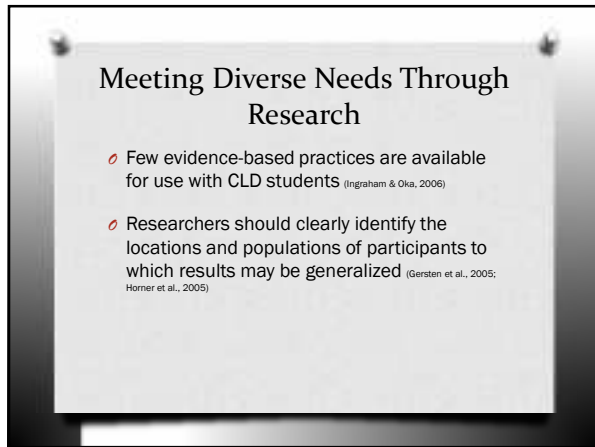 Meeting Diverse Needs Through
Research
Few evidence-based practices are available
for use with CLD students (Ingraham & Oka, 2006)
Researchers should clearly identify the
locations and populations of participants to
which results may be generalized (Gersten et al., 2005;
Horner et al., 2005)